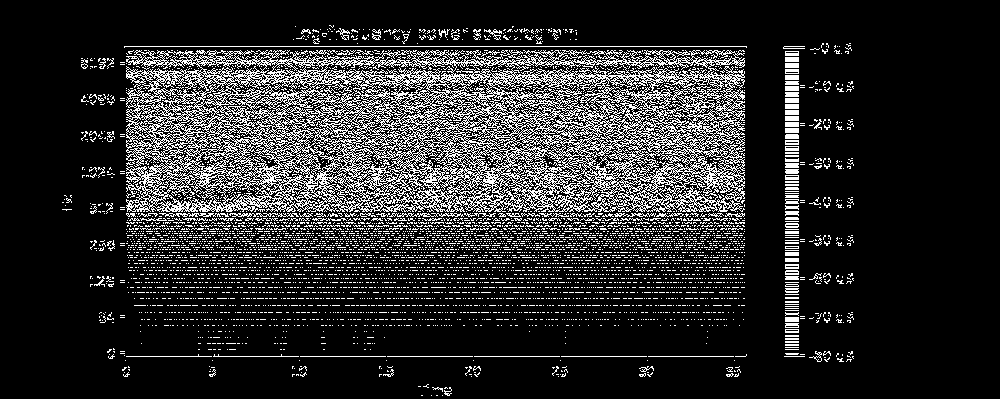 Log-frequency power spectrogram
8192
4096
2048
1024
512
256
128
64
0
Hz
0
5
10
15
20
25
30
35
Time
-10 dB
-20 dB
-30 dB
-40 dB
-50 dB
-60 dB
-70 dB
-80 dB